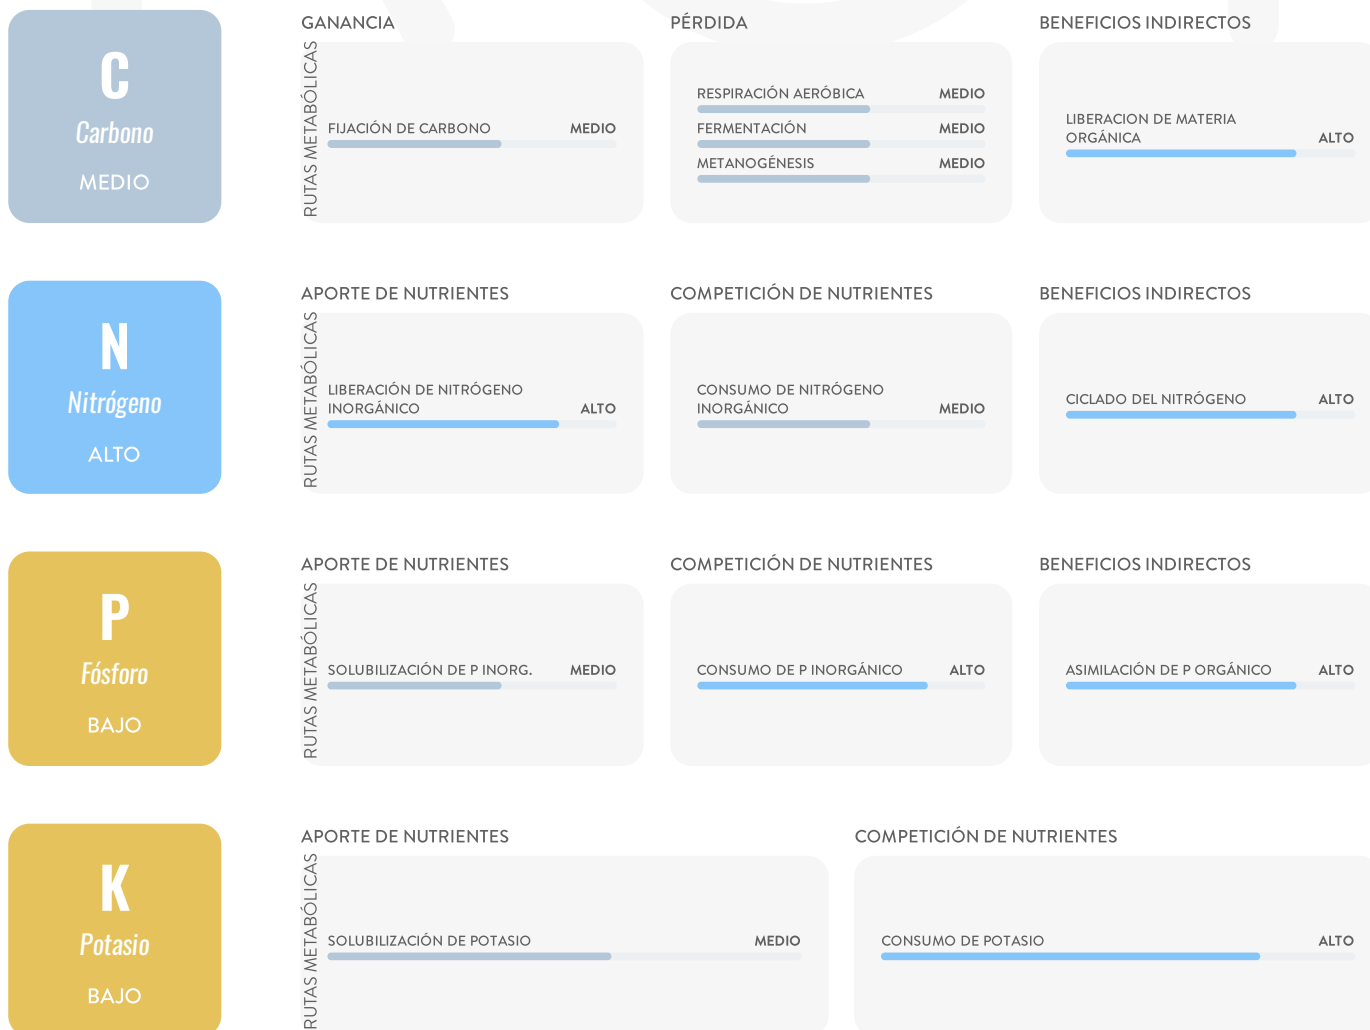 C
Carbono
MEDIO
GANANCIA
RUTAS METABÓLICAS
FIJACIÓN DE CARBONO MEDIO
PÉRDIDA
RESPIRACIÓN AERÓBICA MEDIO
FERMENTACIÓN MEDIO
METANOGÉNESIS MEDIO
BENEFICIOS INDIRECTOS
LIBERACION DE MATERIA
ORGÁNICA ALTO
N
Nitrógeno
ALTO
APORTE DE NUTRIENTES
RUTAS METABÓLICAS
LIBERACIÓN DE NITRÓGENO
INORGÁNICO ALTO
COMPETICIÓN DE NUTRIENTES
CONSUMO DE NITRÓGENO
INORGÁNICO MEDIO
BENEFICIOS INDIRECTOS
CICLADO DEL NITRÓGENO ALTO
P
Fósforo
BAJO
APORTE DE NUTRIENTES
RUTAS METABÓLICAS
SOLUBILIZACIÓN DE P INORG. MEDIO
COMPETICIÓN DE NUTRIENTES
CONSUMO DE P INORGÁNICO ALTO
BENEFICIOS INDIRECTOS
ASIMILACIÓN DE P ORGÁNICO ALTO
K
Potasio
BAJO
APORTE DE NUTRIENTES
RUTAS METABÓLICAS
SOLUBILIZACIÓN DE POTASIO MEDIO
COMPETICIÓN DE NUTRIENTES
CONSUMO DE POTASIO ALTO